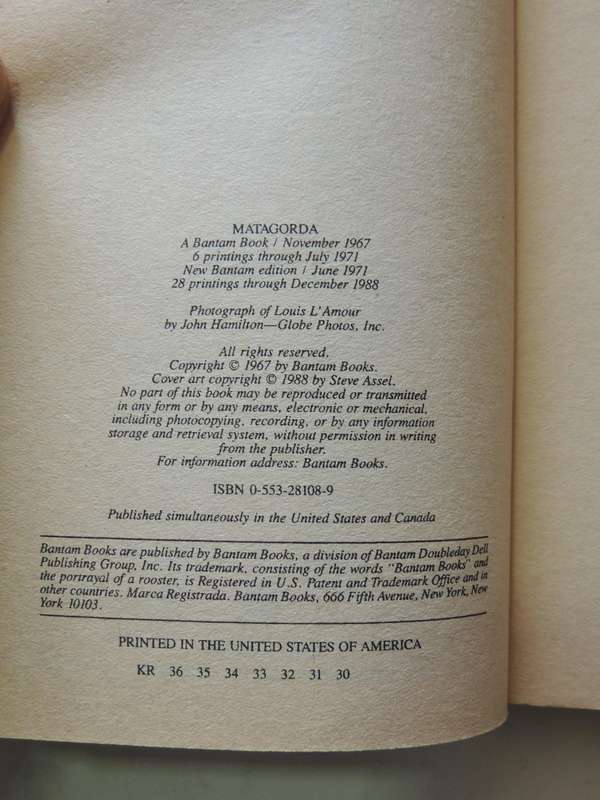 MATAGORDA
A Bantam Book / November 1967
6 printings through July 1971
New Bantam edition / June 1971
28 printings through December 1988
Photograph of Louis L'Amour
by John Hamilton—Globe Photos, Inc.
All rights reserved.
Copyright © 1967 by Bantam Books.
Cover art copyright © 1988 by Steve Assel.
No part of this book may be reproduced or transmitted
in any form or by any means, electronic or mechanical,
including photocopying, recording, or by any information
storage and retrieval system, without permission in writing
from the publisher.
For information address: Bantam Books.
ISBN 0-553-28108-9
Published simultaneously in the United States and Canada
Bantam Books are published by Bantam Books, a division of Bantam Doubleday Dell
Publishing Group, Inc. Its trademark, consisting of the words "Bantam Books" and
the portrayal of a rooster, is Registered in U.S. Patent and Trademark Office and in
other countries. Marca Registrada. Bantam Books, 666 Fifth Avenue, New York, New
York 10103.
PRINTED IN THE UNITED STATES OF AMERICA
KR 36 35 34 33 32 31 30